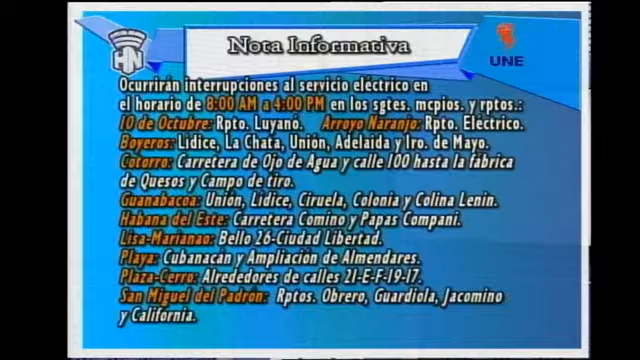 Nota Informativa
HN
UNE
Ocurrirán interrupciones al servicio eléctrico en
el horario de 8:00 AM a 4:00 PM en los sgtes. mcpios. y rptos.:
10 de Octubre: Rpto. Luyanó. Arroyo Naranjo: Rpto. Eléctrico.
Boyeros: Lidice, La Chata, Unión, Adelaida y 1ro. de Mayo.
Cotorro: Carretera de Ojo de Agua y calle 100 hasta la fábrica
de Quesos y Campo de tiro.
Guanabacoa: Unión, Lidice, Ciruela, Colonia y Colina Lenin.
Habana del Este: Carretera Comino y Papas Compani.
Lisa-Marianao: Bello 26-Ciudad Libertad.
Playa: Cubanacán y Ampliación de Almendares.
Plaza-Cerro: Alrededores de calles 21-E-F-19-17.
San Miguel del Padrón: Rptos. Obrero, Guardiola, Jacomino
y California.